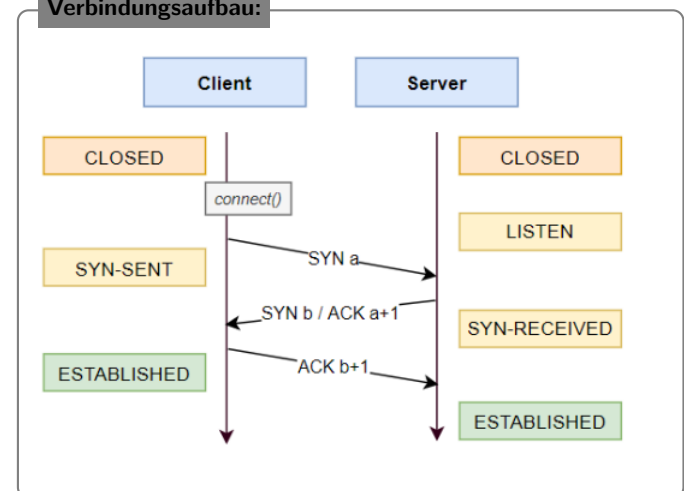 Verbindungsaufbau:
Client
Server
CLOSED
CLOSED
connect()
LISTEN
SYN-SENT
SYN a
SYN b / ACK a+1
SYN-RECEIVED
ESTABLISHED
ACK b+1
ESTABLISHED